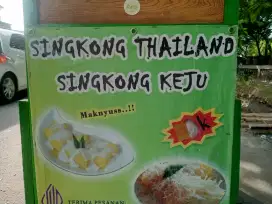 SINGKONG THAILAND
SINGKONG KEJU
Maknyuss..!!
TERIMA PESANAN